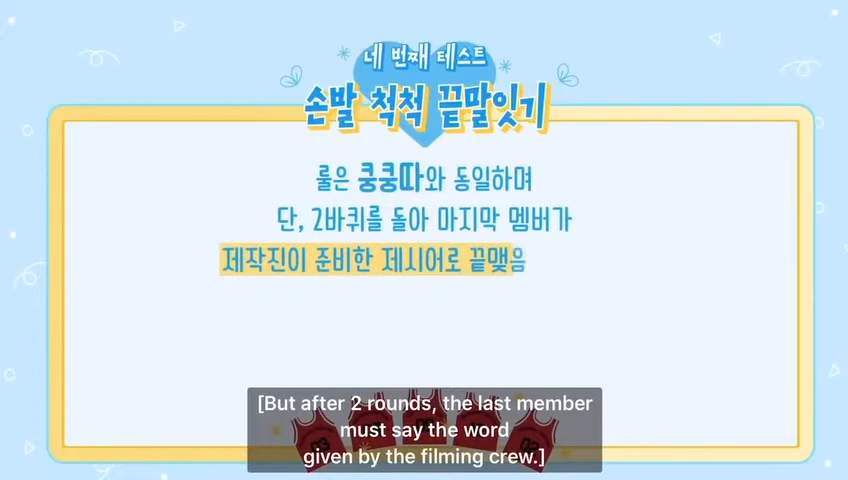 네 번째 테스트
손발 척척 끝말잇기
룰은 쿵쿵따와 동일하며
단, 2바퀴를 돌아 마지막 멤버가
제작진이 준비한 제시어로 끝맺음
[But after 2 rounds, the last member
must say the word
given by the filming crew.]